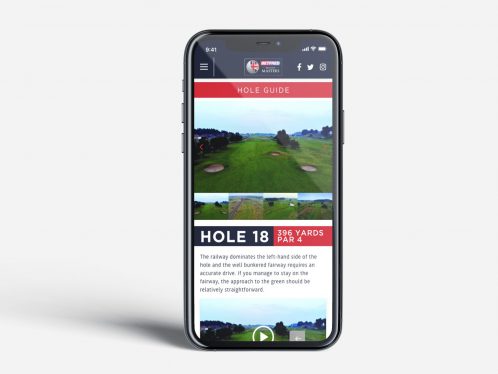 9:41
BETFRED
MASTERS
HOLE GUIDE
HOLE 18
396 YARDS
PAR 4
The railway dominates the left-hand side of the
hole and the well bunkered fairway requires an
accurate drive. If you manage to stay on the
fairway, the approach to the green should be
relatively straightforward.